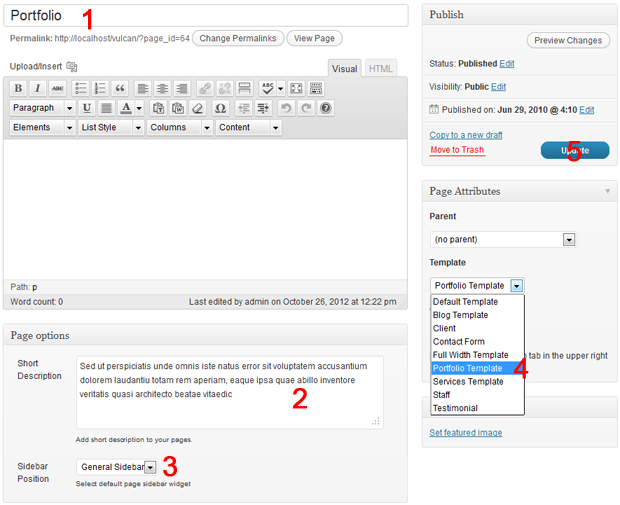 Portfolio 1
Permalink: http://localhost/vulcan/?page_id=64 Change Permalinks View Page
Upload/Insert
Visual HTML
B I ABC
ABC
Paragraph U A
Ω
Elements List Style Columns Content
Path: p
Word count: 0 Last edited by admin on October 26, 2012 at 12:22 pm
Page options
Short Description
Sed ut perspiciatis unde omnis iste natus error sit voluptatem accusantium
dolorem laudantiu totam rem aperiam, eaque ipsa quae abillo inventore
veritatis quasi architecto beatae vitaedic
2
Add short description to your pages.
Sidebar Position
General Sidebar 3
Select default page sidebar widget
Publish
Preview Changes
Status: Published Edit
Visibility: Public Edit
Published on: Jun 29, 2010 @ 4:10 Edit
Copy to a new draft
Move to Trash Update 5
Page Attributes
Parent
(no parent)
Template
Portfolio Template
Default Template
Blog Template
Client
Contact Form
Full Width Template
tab in the upper right
Portfolio Template 4
Services Template
Staff
Testimonial
Set featured image